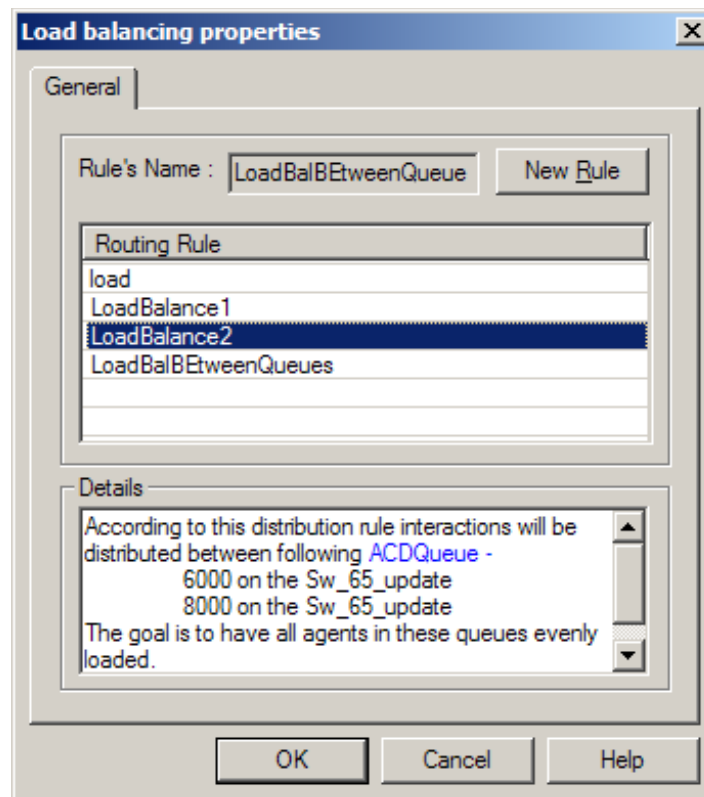 Load balancing properties
General
Rule's Name : LoadBalBEtweenQueue New Rule
Routing Rule
load
LoadBalance1
LoadBalance2
LoadBalBEtweenQueues
Details
According to this distribution rule interactions will be
distributed between following ACDQueue -
6000 on the Sw_65_update
8000 on the Sw_65_update
The goal is to have all agents in these queues evenly
loaded.
OK Cancel Help